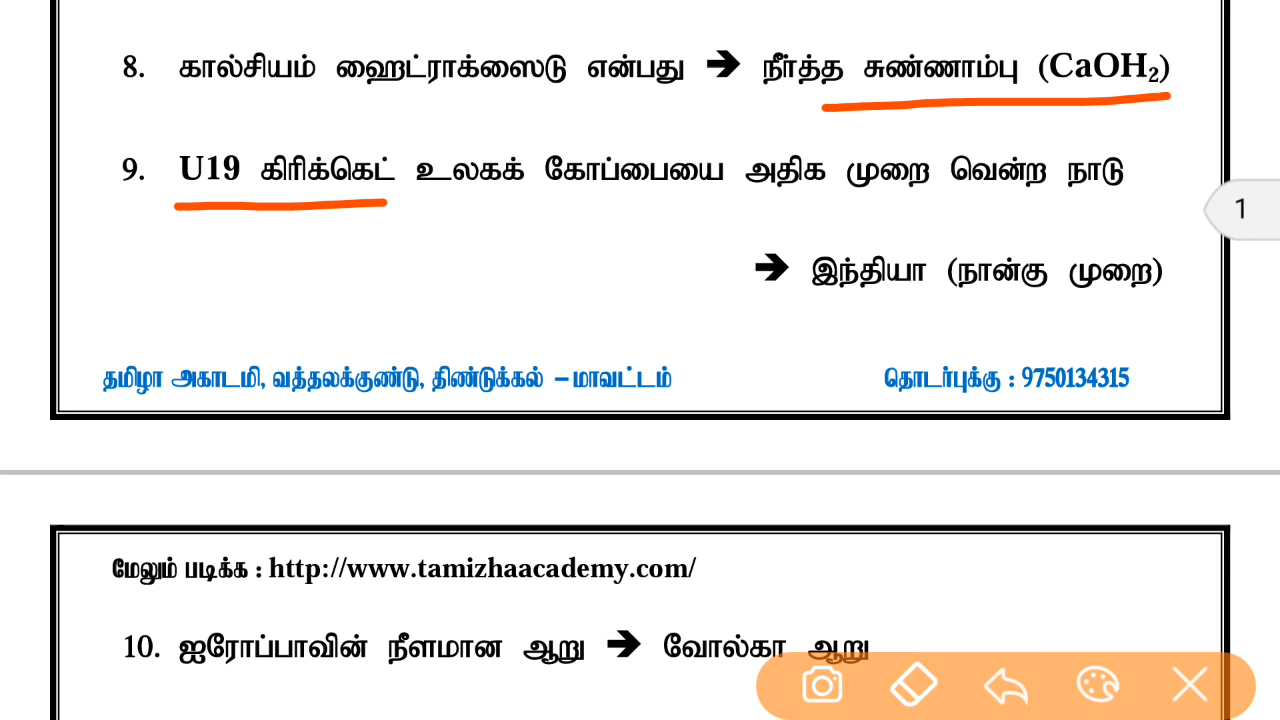 8. கால்சியம் ஹைட்ராக்ஸைடு என்பது ➔ நீர்த்த சுண்ணாம்பு (CaOH₂)
9. U19 கிரிக்கெட் உலகக் கோப்பையை அதிக முறை வென்ற நாடு
➔ இந்தியா (நான்கு முறை)
1
தமிழா அகாடமி, வத்தலக்குண்டு, திண்டுக்கல் – மாவட்டம் தொடர்புக்கு : 9750134315
மேலும் படிக்க : http://www.tamizhaacademy.com/
10. ஐரோப்பாவின் நீளமான ஆறு ➔ வோல்கா ஆறு